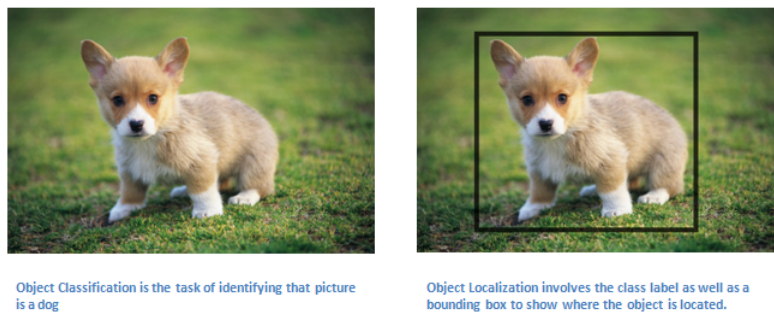 Object Classification is the task of identifying that picture
is a dog
Object Localization involves the class label as well as a
bounding box to show where the object is located.